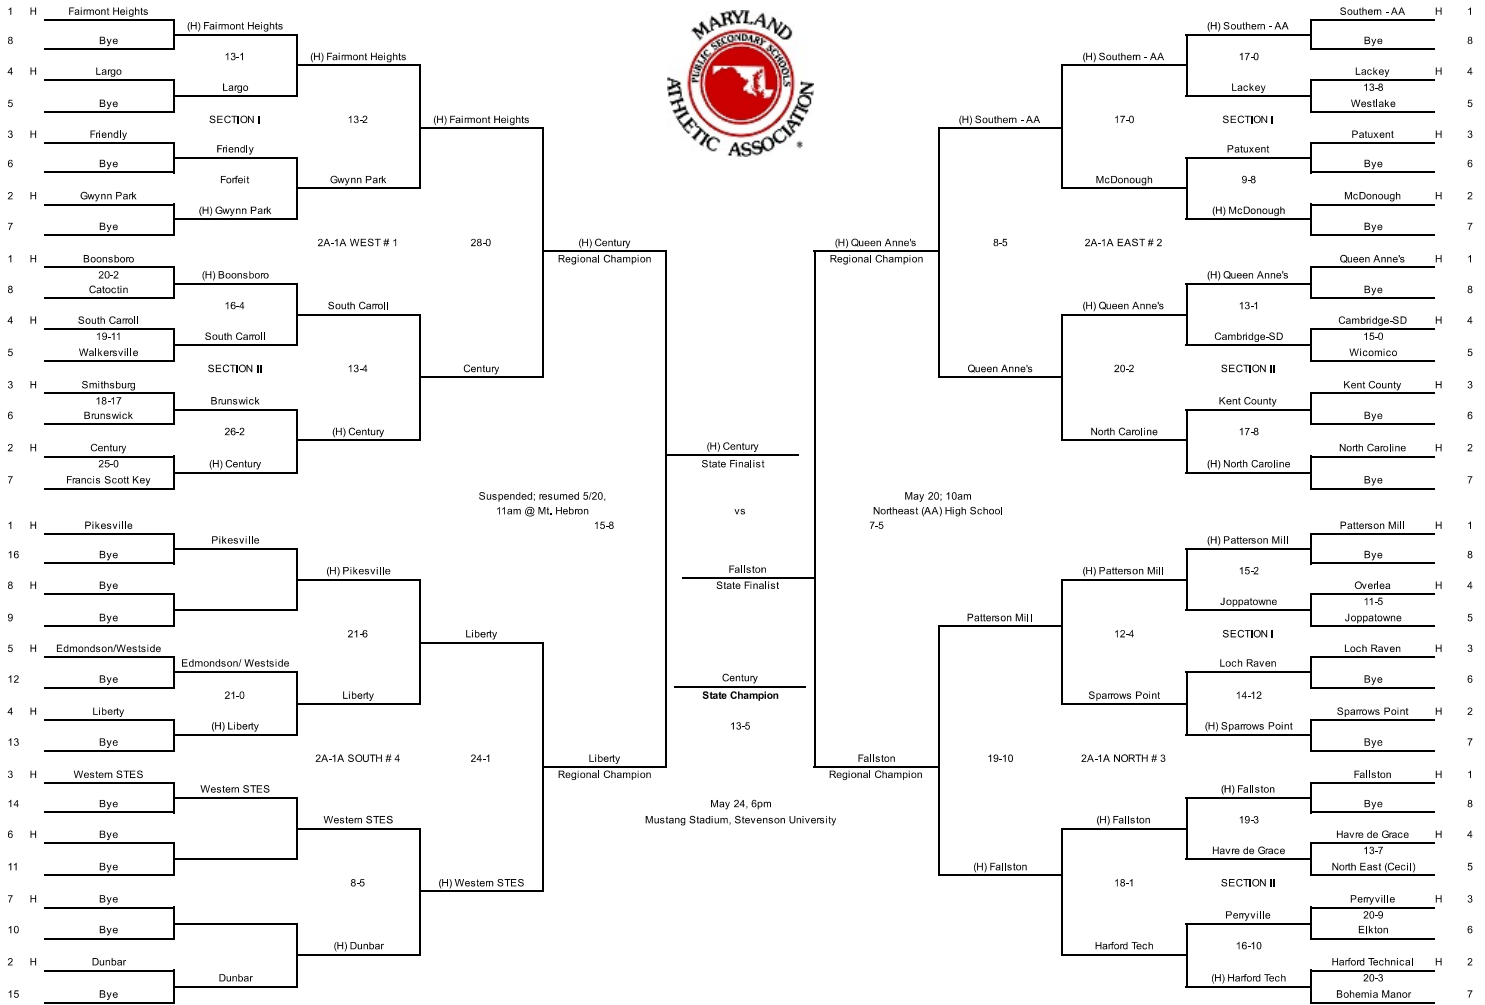 MARYLAND
PUBLIC SECONDARY SCHOOLS
ATHLETIC ASSOCIATION
®
1 H Fairmont Heights
(H) Fairmont Heights
8 Bye
13-1
(H) Fairmont Heights
4 H Largo
Largo
5 Bye
SECTION I
13-2
(H) Fairmont Heights
3 H Friendly
Friendly
6 Bye
Forfeit
Gwynn Park
2 H Gwynn Park
(H) Gwynn Park
7 Bye
2A-1A WEST # 1
28-0
(H) Century
Regional Champion
1 H Boonsboro
20-2
(H) Boonsboro
8 Catoctin
16-4
South Carroll
4 H South Carroll
19-11
South Carroll
5 Walkersville
SECTION II
13-4
Century
3 H Smithsburg
18-17
Brunswick
6 Brunswick
26-2
(H) Century
2 H Century
25-0
(H) Century
7 Francis Scott Key
Suspended; resumed 5/20,
11am @ Mt. Hebron
15-8
1 H Pikesville
Pikesville
16 Bye
(H) Pikesville
8 H Bye
9 Bye
21-6
Liberty
5 H Edmondson/Westside
Edmondson/ Westside
12 Bye
21-0
Liberty
4 H Liberty
(H) Liberty
13 Bye
2A-1A SOUTH # 4
24-1
Liberty
Regional Champion
3 H Western STES
Western STES
14 Bye
Western STES
6 H Bye
11 Bye
8-5
(H) Western STES
7 H Bye
10 Bye
(H) Dunbar
2 H Dunbar
Dunbar
15 Bye
(H) Century
State Finalist
vs
Fallston
State Finalist
Century
State Champion
13-5
May 24, 6pm
Mustang Stadium, Stevenson University
Southern - AA H 1
(H) Southern - AA
Bye 8
17-0
(H) Southern - AA
Lackey H 4
13-8
Lackey
Westlake 5
SECTION I
17-0
(H) Southern - AA
Patuxent H 3
Patuxent
Bye 6
9-8
McDonough
McDonough H 2
(H) McDonough
Bye 7
2A-1A EAST # 2
8-5
(H) Queen Anne's
Regional Champion
Queen Anne's H 1
(H) Queen Anne's
Bye 8
13-1
(H) Queen Anne's
Cambridge-SD H 4
15-0
Cambridge-SD
Wicomico 5
SECTION II
20-2
Queen Anne's
Kent County H 3
Kent County
Bye 6
17-8
North Caroline
North Caroline H 2
(H) North Caroline
Bye 7
May 20; 10am
Northeast (AA) High School
7-5
Patterson Mill H 1
(H) Patterson Mill
Bye 8
15-2
(H) Patterson Mill
Overlea H 4
11-5
Joppatowne
Joppatowne 5
SECTION I
12-4
Patterson Mill
Loch Raven H 3
Loch Raven
Bye 6
14-12
Sparrows Point
Sparrows Point H 2
(H) Sparrows Point
Bye 7
2A-1A NORTH # 3
19-10
Fallston
Regional Champion
Fallston H 1
(H) Fallston
Bye 8
19-3
(H) Fallston
Havre de Grace H 4
13-7
Havre de Grace
North East (Cecil) 5
SECTION II
18-1
(H) Fallston
Perryville H 3
20-9
Perryville
Elkton 6
16-10
Harford Tech
Harford Technical H 2
20-3
(H) Harford Tech
Bohemia Manor 7